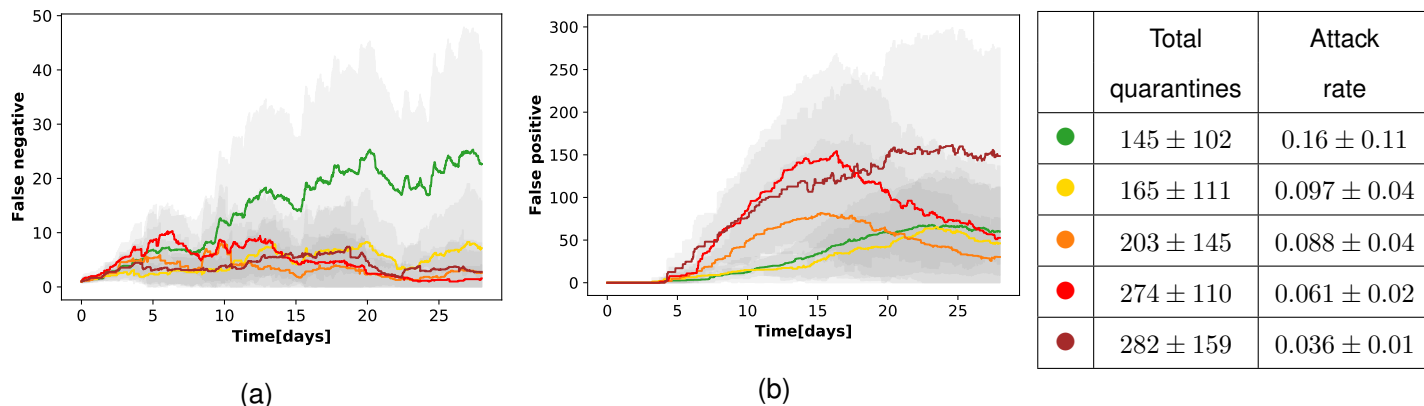 50
40
30
20
10
0
False negative
0 5 10 15 20 25
Time[days]
(a)
300
250
200
150
100
50
0
False positive
0 5 10 15 20 25
Time[days]
(b)
Total Attack
quarantines rate
145 ± 102 0.16 ± 0.11
165 ± 111 0.097 ± 0.04
203 ± 145 0.088 ± 0.04
274 ± 110 0.061 ± 0.02
282 ± 159 0.036 ± 0.01